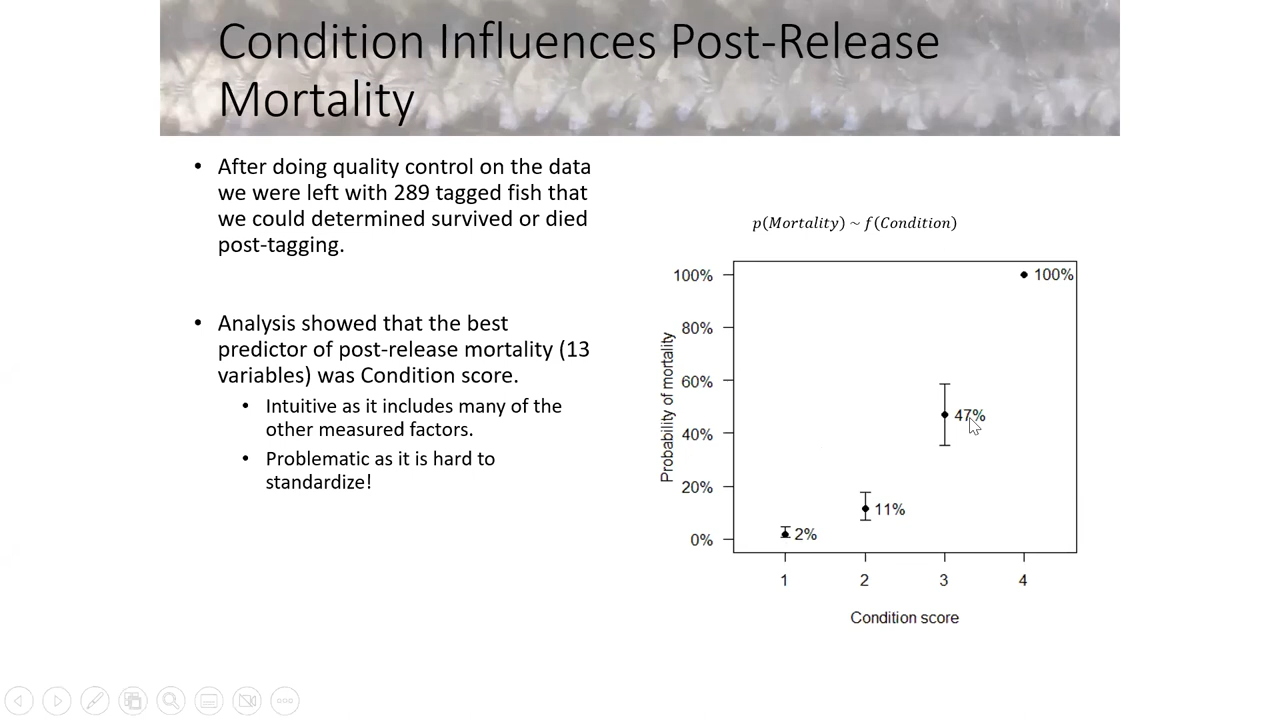 Condition Influences Post-Release
Mortality
• After doing quality control on the data
we were left with 289 tagged fish that
we could determined survived or died
post-tagging.
• Analysis showed that the best
predictor of post-release mortality (13
variables) was Condition score.
• Intuitive as it includes many of the
other measured factors.
• Problematic as it is hard to
standardize!
p(Mortality) ~ f(Condition)
Probability of mortality
100%
80%
60%
40%
20%
0%
2%
11%
47%
100%
1 2 3 4
Condition score